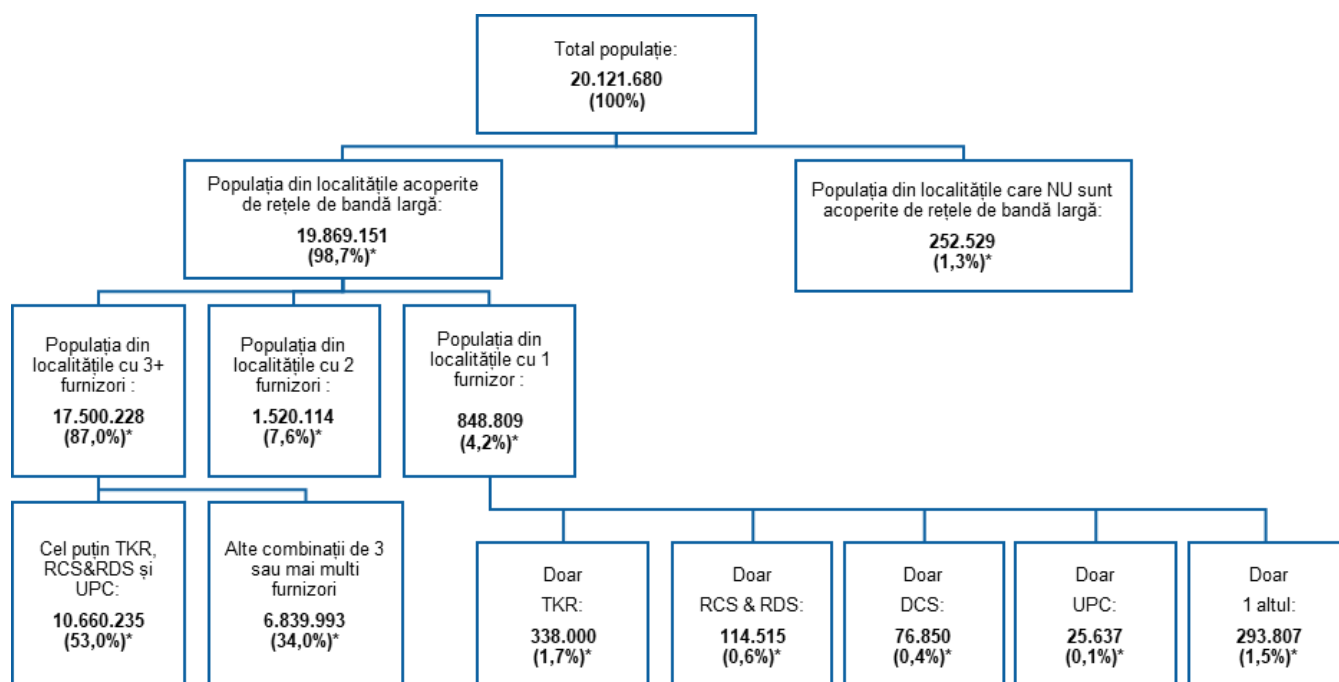 Total populație:
20.121.680
(100%)
Populația din localitățile acoperite
de rețele de bandă largă:
19.869.151
(98,7%)*
Populația din localitățile care NU sunt
acoperite de rețele de bandă largă:
252.529
(1,3%)*
Populația din
localitățile cu 3+
furnizori :
17.500.228
(87,0%)*
Populația din
localitățile cu 2
furnizori :
1.520.114
(7,6%)*
Populația din
localitățile cu 1
furnizor :
848.809
(4,2%)*
Cel puțin TKR,
RCS&RDS și
UPC:
10.660.235
(53,0%)*
Alte combinații de 3
sau mai multi
furnizori
6.839.993
(34,0%)*
Doar
TKR:
338.000
(1,7%)*
Doar
RCS & RDS:
114.515
(0,6%)*
Doar
DCS:
76.850
(0,4%)*
Doar
UPC:
25.637
(0,1%)*
Doar
1 altul:
293.807
(1,5%)*